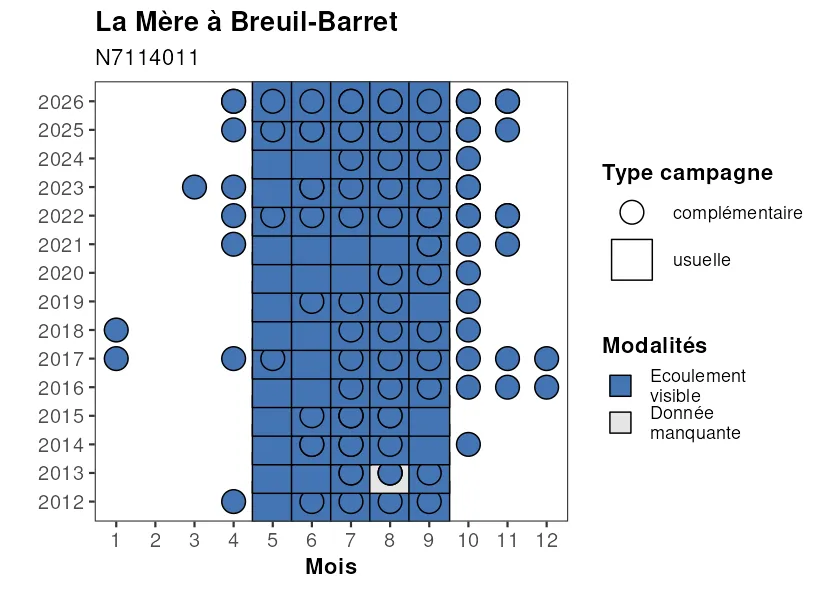 La Mère à Breuil-Barret
N7114011
2026
2025
2024
2023
2022
2021
2020
2019
2018
2017
2016
2015
2014
2013
2012
1 2 3 4 5 6 7 8 9 10 11 12
Mois
Type campagne
complémentaire
usuelle
Modalités
Ecoulement
visible
Donnée
manquante